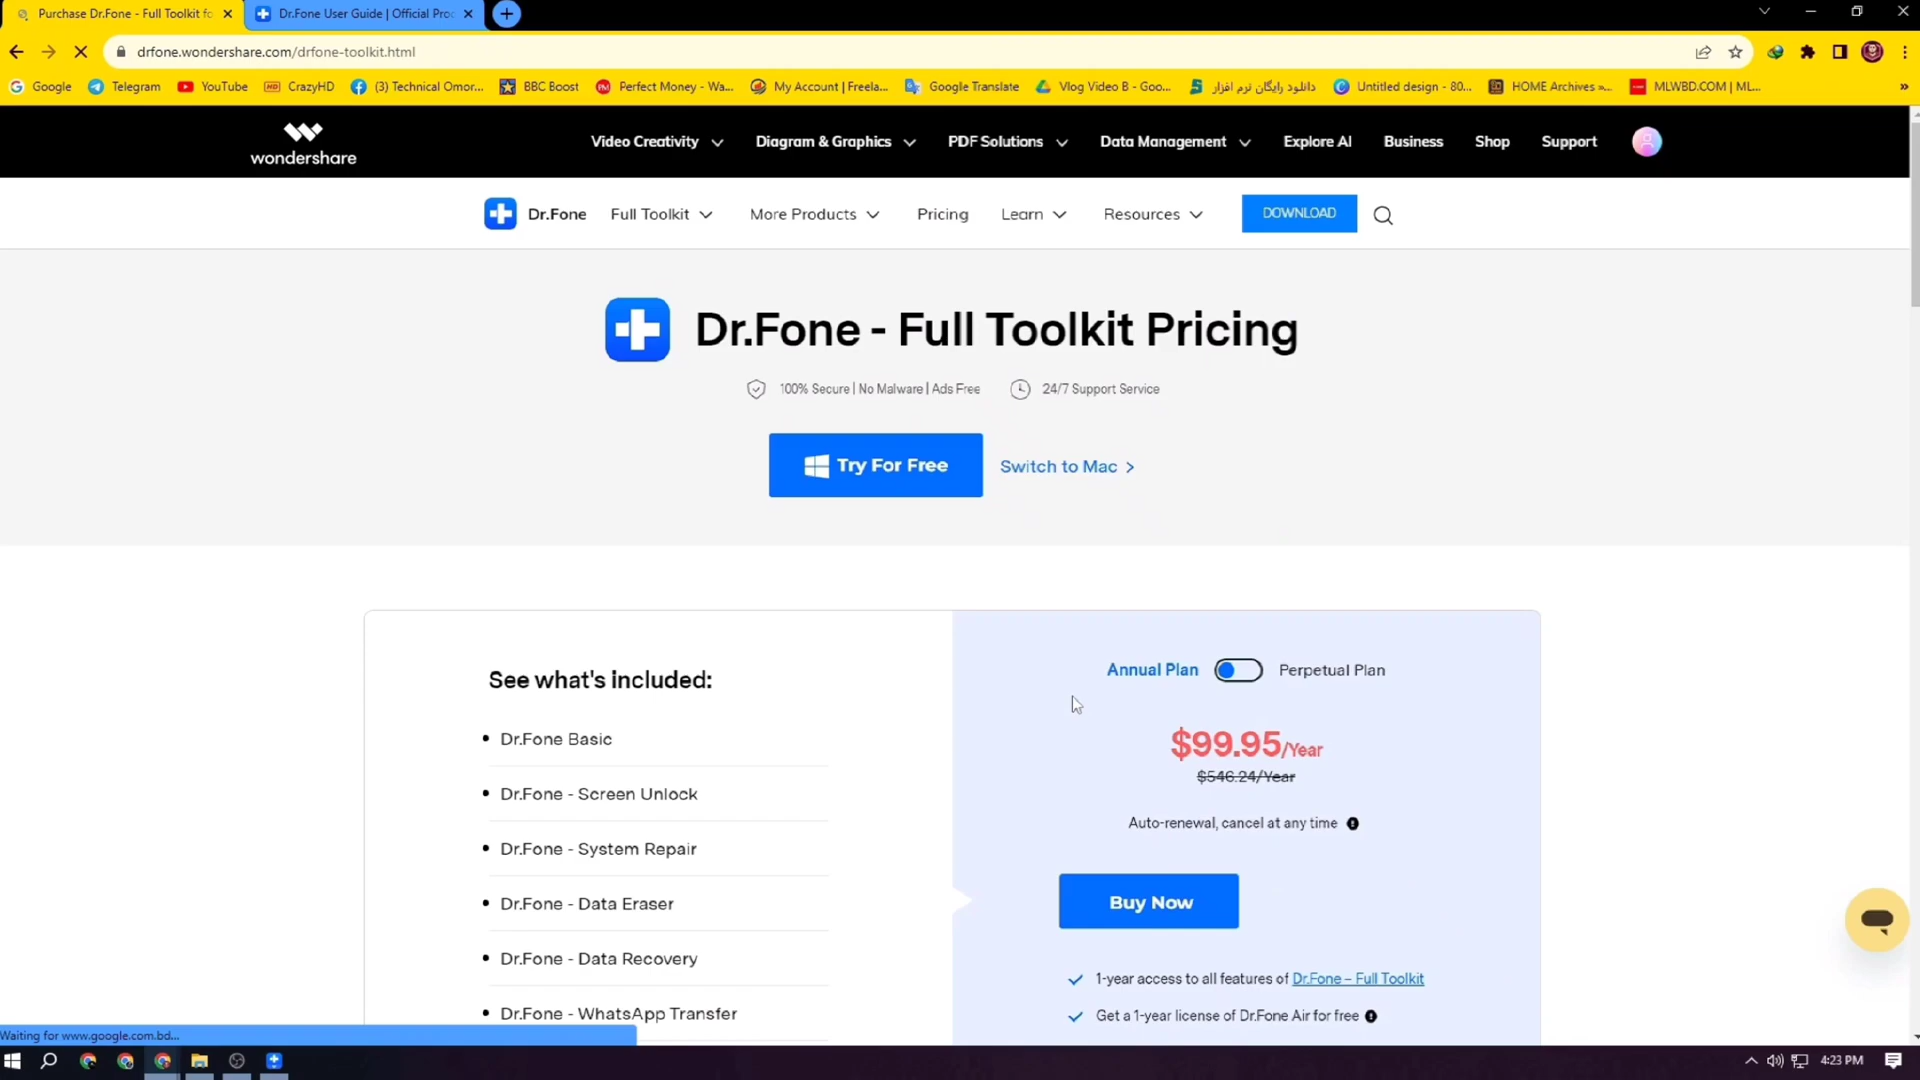 Purchase Dr.Fone - Full Toolkit fo
Dr.Fone User Guide | Official Pro
drfone.wondershare.com/drfone-toolkit.html
Google
Telegram
YouTube
HD
CrazyHD
(3) Technical Omor...
BBC Boost
Perfect Money - Wa...
My Account | Freela...
Google Translate
Vlog Video B - Goo...
دانلود رایگان نرم افزار
Untitled design - 80...
HOME Archives »...
MLWBD.COM | ML...
»
wondershare
Video Creativity
Diagram & Graphics
PDF Solutions
Data Management
Explore AI
Business
Shop
Support
Dr.Fone
Full Toolkit
More Products
Pricing
Learn
Resources
DOWNLOAD
Dr.Fone - Full Toolkit Pricing
100% Secure | No Malware | Ads Free
24/7 Support Service
Try For Free
Switch to Mac >
See what's included:
• Dr.Fone Basic
• Dr.Fone - Screen Unlock
• Dr.Fone - System Repair
• Dr.Fone - Data Eraser
• Dr.Fone - Data Recovery
• Dr.Fone - WhatsApp Transfer
Annual Plan
Perpetual Plan
$99.95/Year
$546.24/Year
Auto-renewal, cancel at any time
Buy Now
1-year access to all features of Dr.Fone – Full Toolkit
Get a 1-year license of Dr.Fone Air for free
Waiting for www.google.com.bd...
4:23 PM